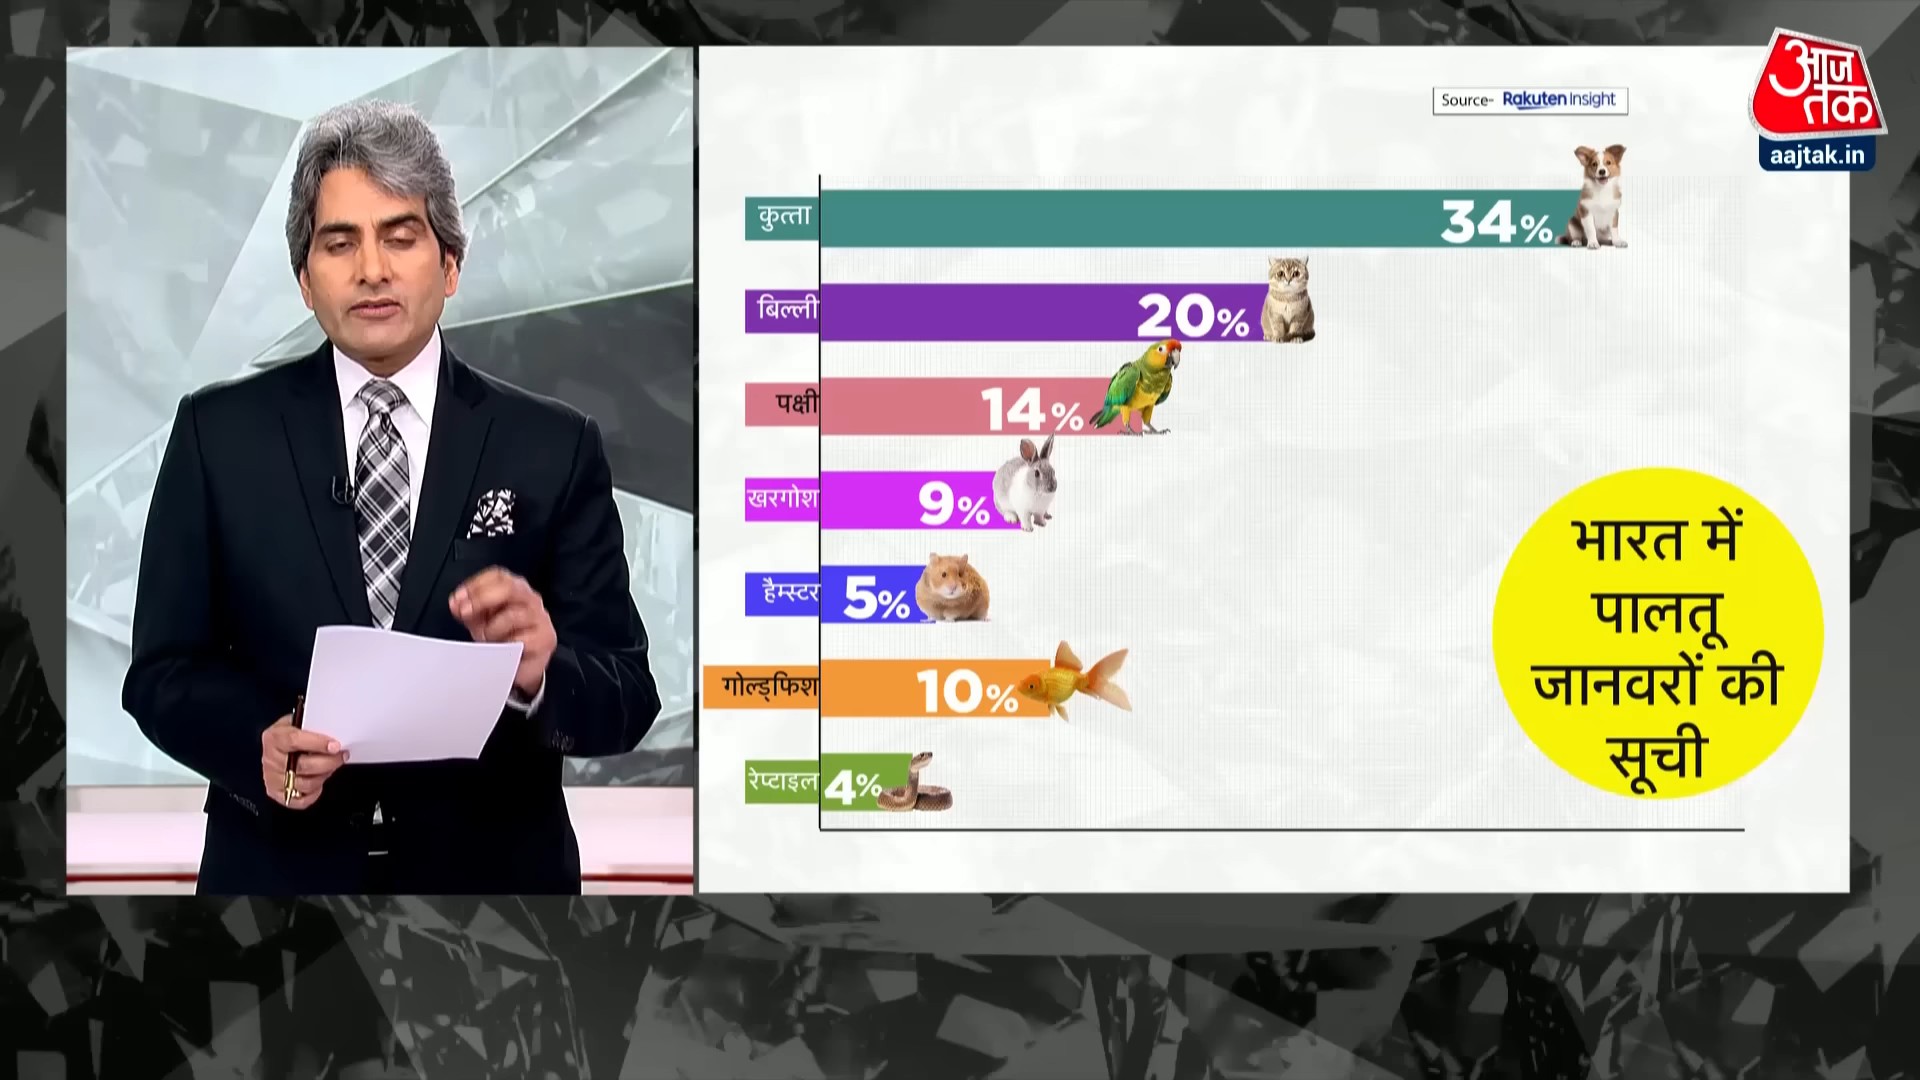 आज
तक
aajtak.in
Source- Rakuten Insight
कुत्ता 34%
बिल्ली 20%
पक्षी 14%
खरगोश 9%
हैम्स्टर 5%
गोल्ड्फिश 10%
रेप्टाइल 4%
भारत में
पालतू
जानवरों की
सूची